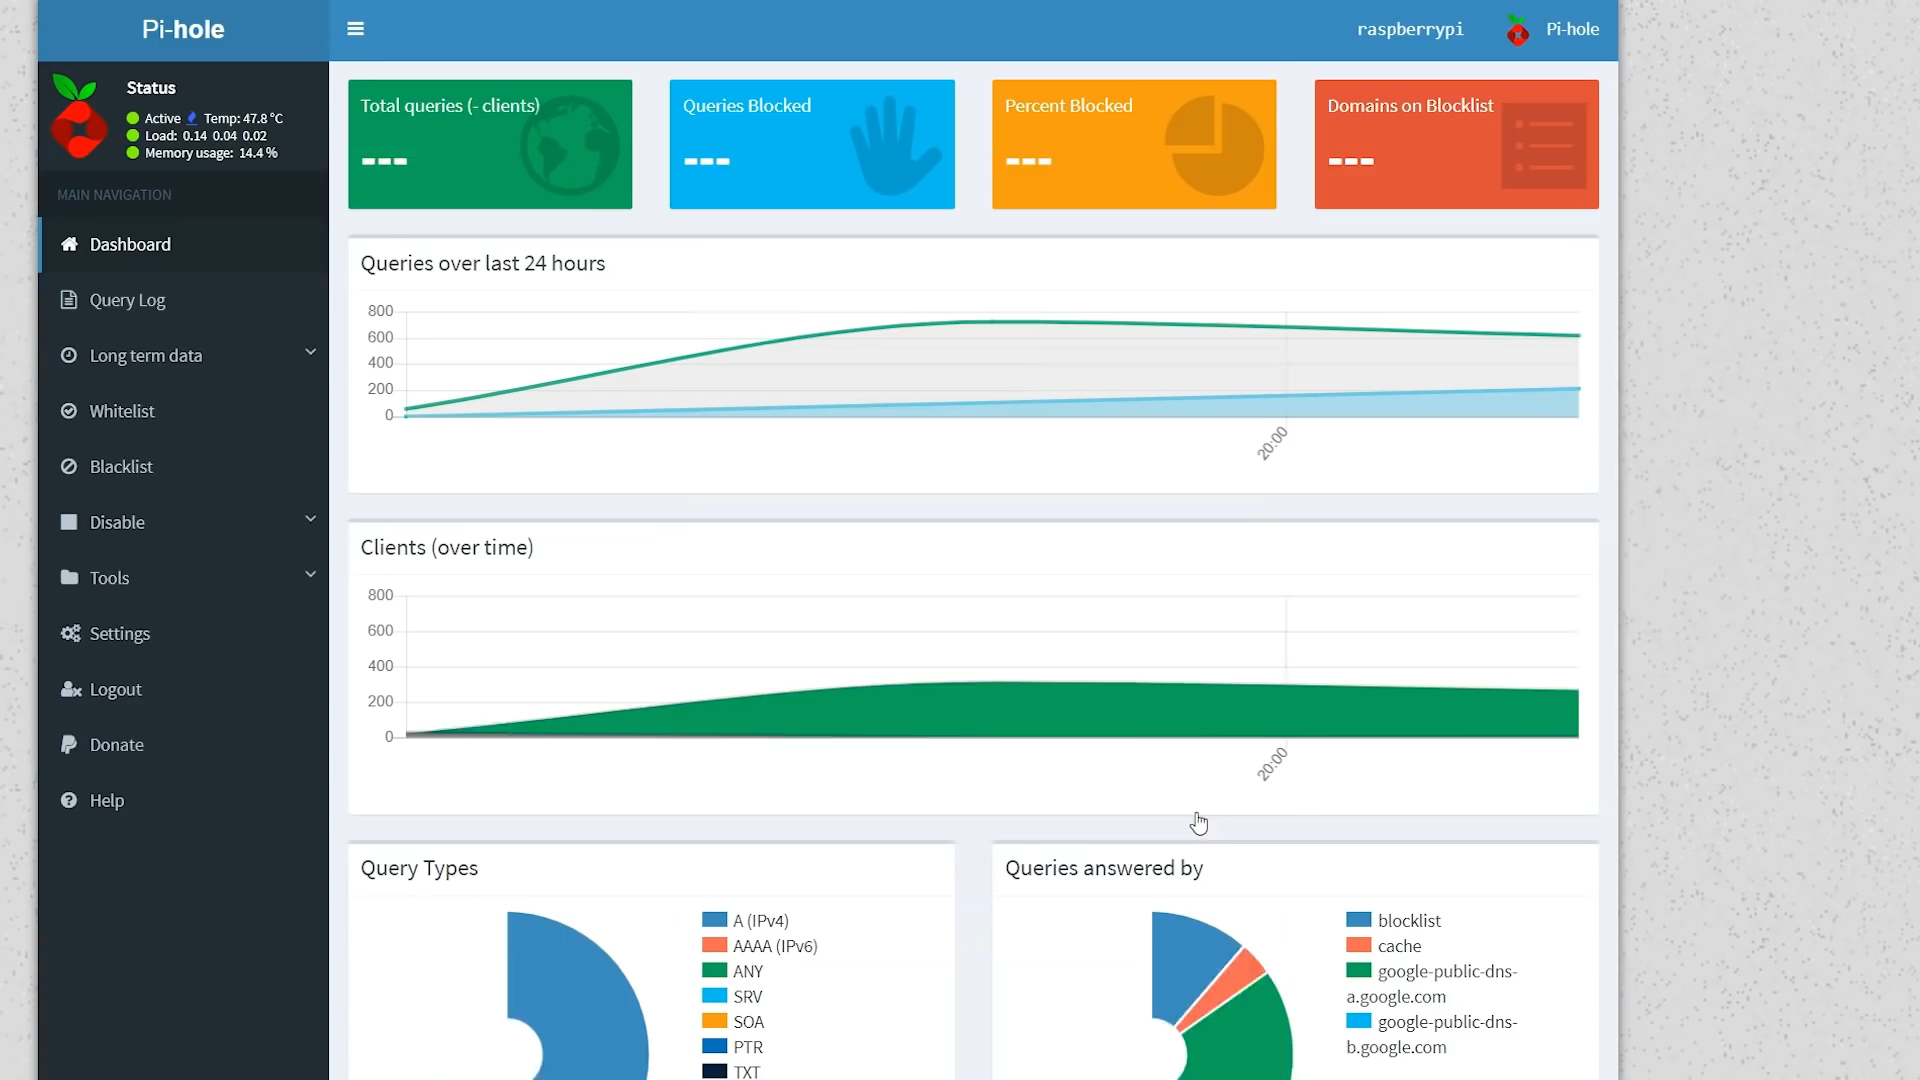 Pi-hole
raspberrypi
Pi-hole
Status
Active Temp: 47.8 °C
Load: 0.14 0.04 0.02
Memory usage: 14.4 %
MAIN NAVIGATION
Dashboard
Query Log
Long term data
Whitelist
Blacklist
Disable
Tools
Settings
Logout
Donate
Help
Total queries (- clients)
---
Queries Blocked
---
Percent Blocked
---
Domains on Blocklist
---
Queries over last 24 hours
800
600
400
200
0
20:00
Clients (over time)
800
600
400
200
0
20:00
Query Types
A (IPv4)
AAAA (IPv6)
ANY
SRV
SOA
PTR
TXT
Queries answered by
blocklist
cache
google-public-dns-
a.google.com
google-public-dns-
b.google.com